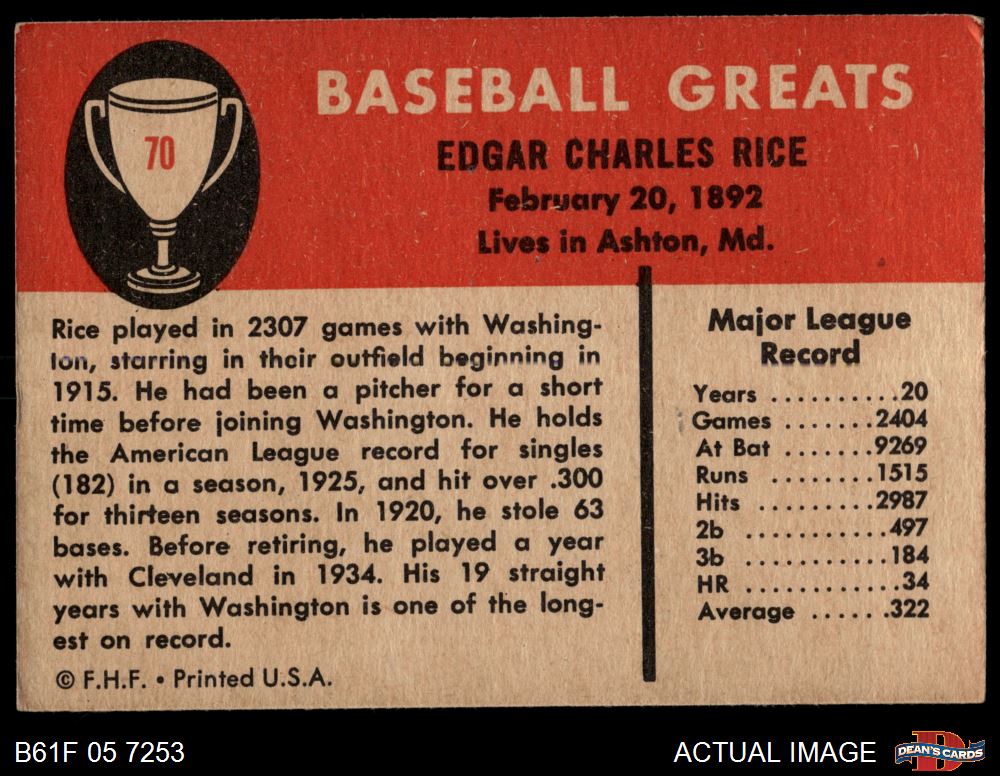 70
BASEBALL GREATS
EDGAR CHARLES RICE
February 20, 1892
Lives in Ashton, Md.
Rice played in 2307 games with Washing-
ton, starring in their outfield beginning in
1915. He had been a pitcher for a short
time before joining Washington. He holds
the American League record for singles
(182) in a season, 1925, and hit over .300
for thirteen seasons. In 1920, he stole 63
bases. Before retiring, he played a year
with Cleveland in 1934. His 19 straight
years with Washington is one of the long-
est on record.
© F.H.F. • Printed U.S.A.
Major League
Record
Years ..........20
Games .......2404
At Bat .......9269
Runs ........1515
Hits .........2987
2b ...........497
3b ...........184
HR ............34
Average ......322
B61F 05 7253
ACTUAL IMAGE
DEAN'S CARDS